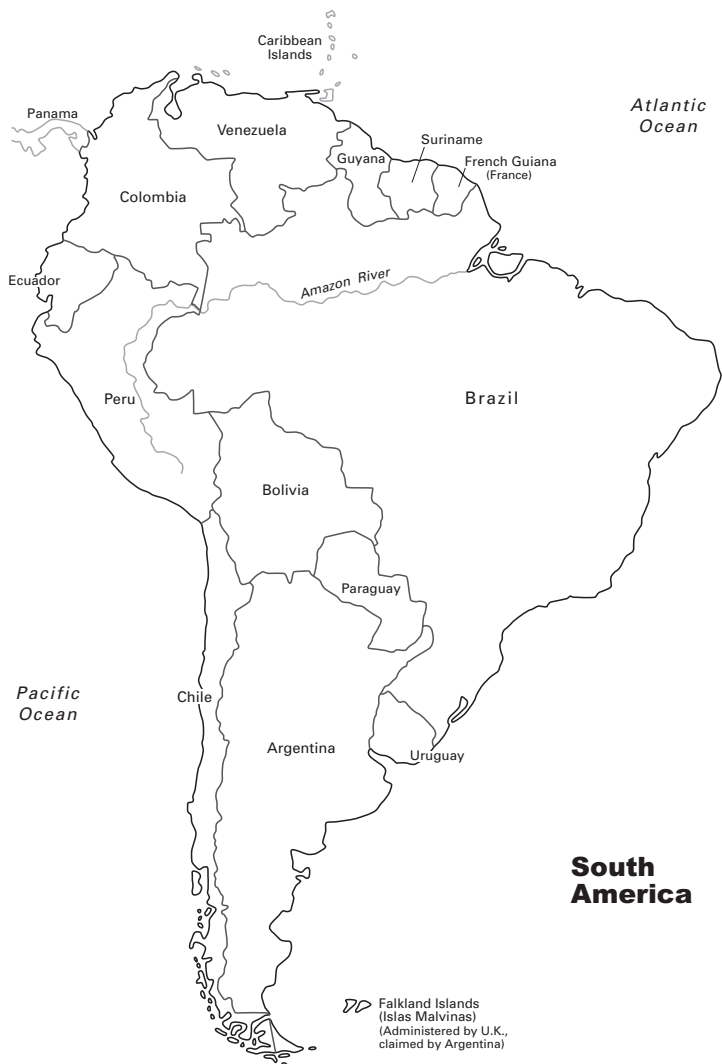 Caribbean
Islands
Panama
Atlantic
Ocean
Venezuela
Suriname
Guyana
French Guiana
(France)
Colombia
Ecuador
Amazon River
Peru
Brazil
Bolivia
Paraguay
Pacific
Ocean
Chile
Argentina
Uruguay
South
America
Falkland Islands
(Islas Malvinas)
(Administered by U.K.,
claimed by Argentina)